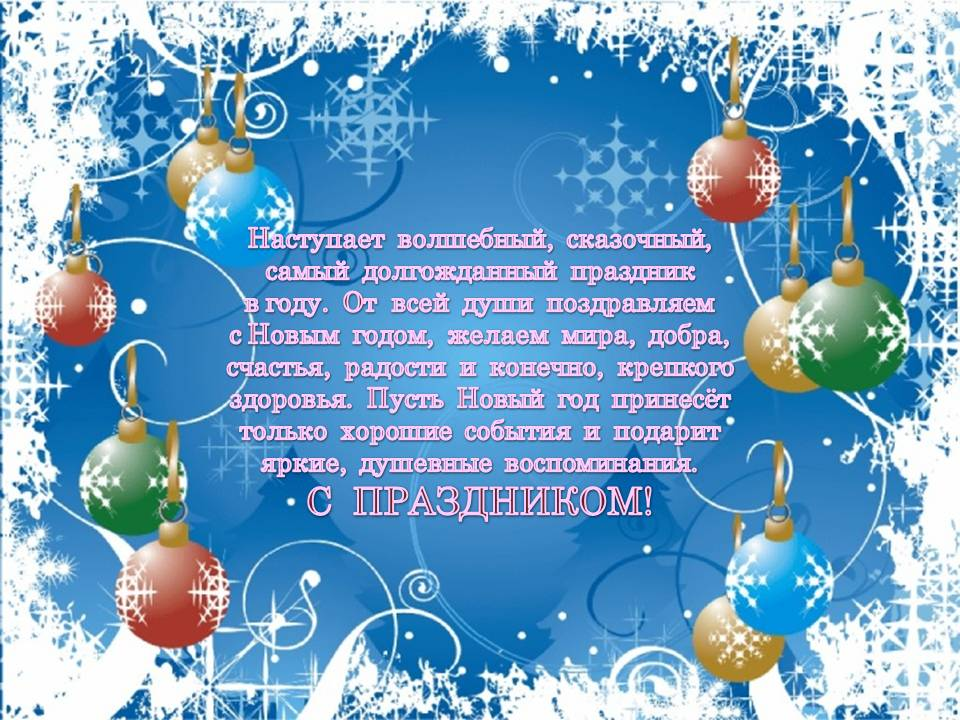 Наступает волшебный, сказочный,
самый долгожданный праздник
в году. От всей души поздравляем
с Новым годом, желаем мира, добра,
счастья, радости и конечно, крепкого
здоровья. Пусть Новый год принесёт
только хорошие события и подарит
яркие, душевные воспоминания.
С ПРАЗДНИКОМ!